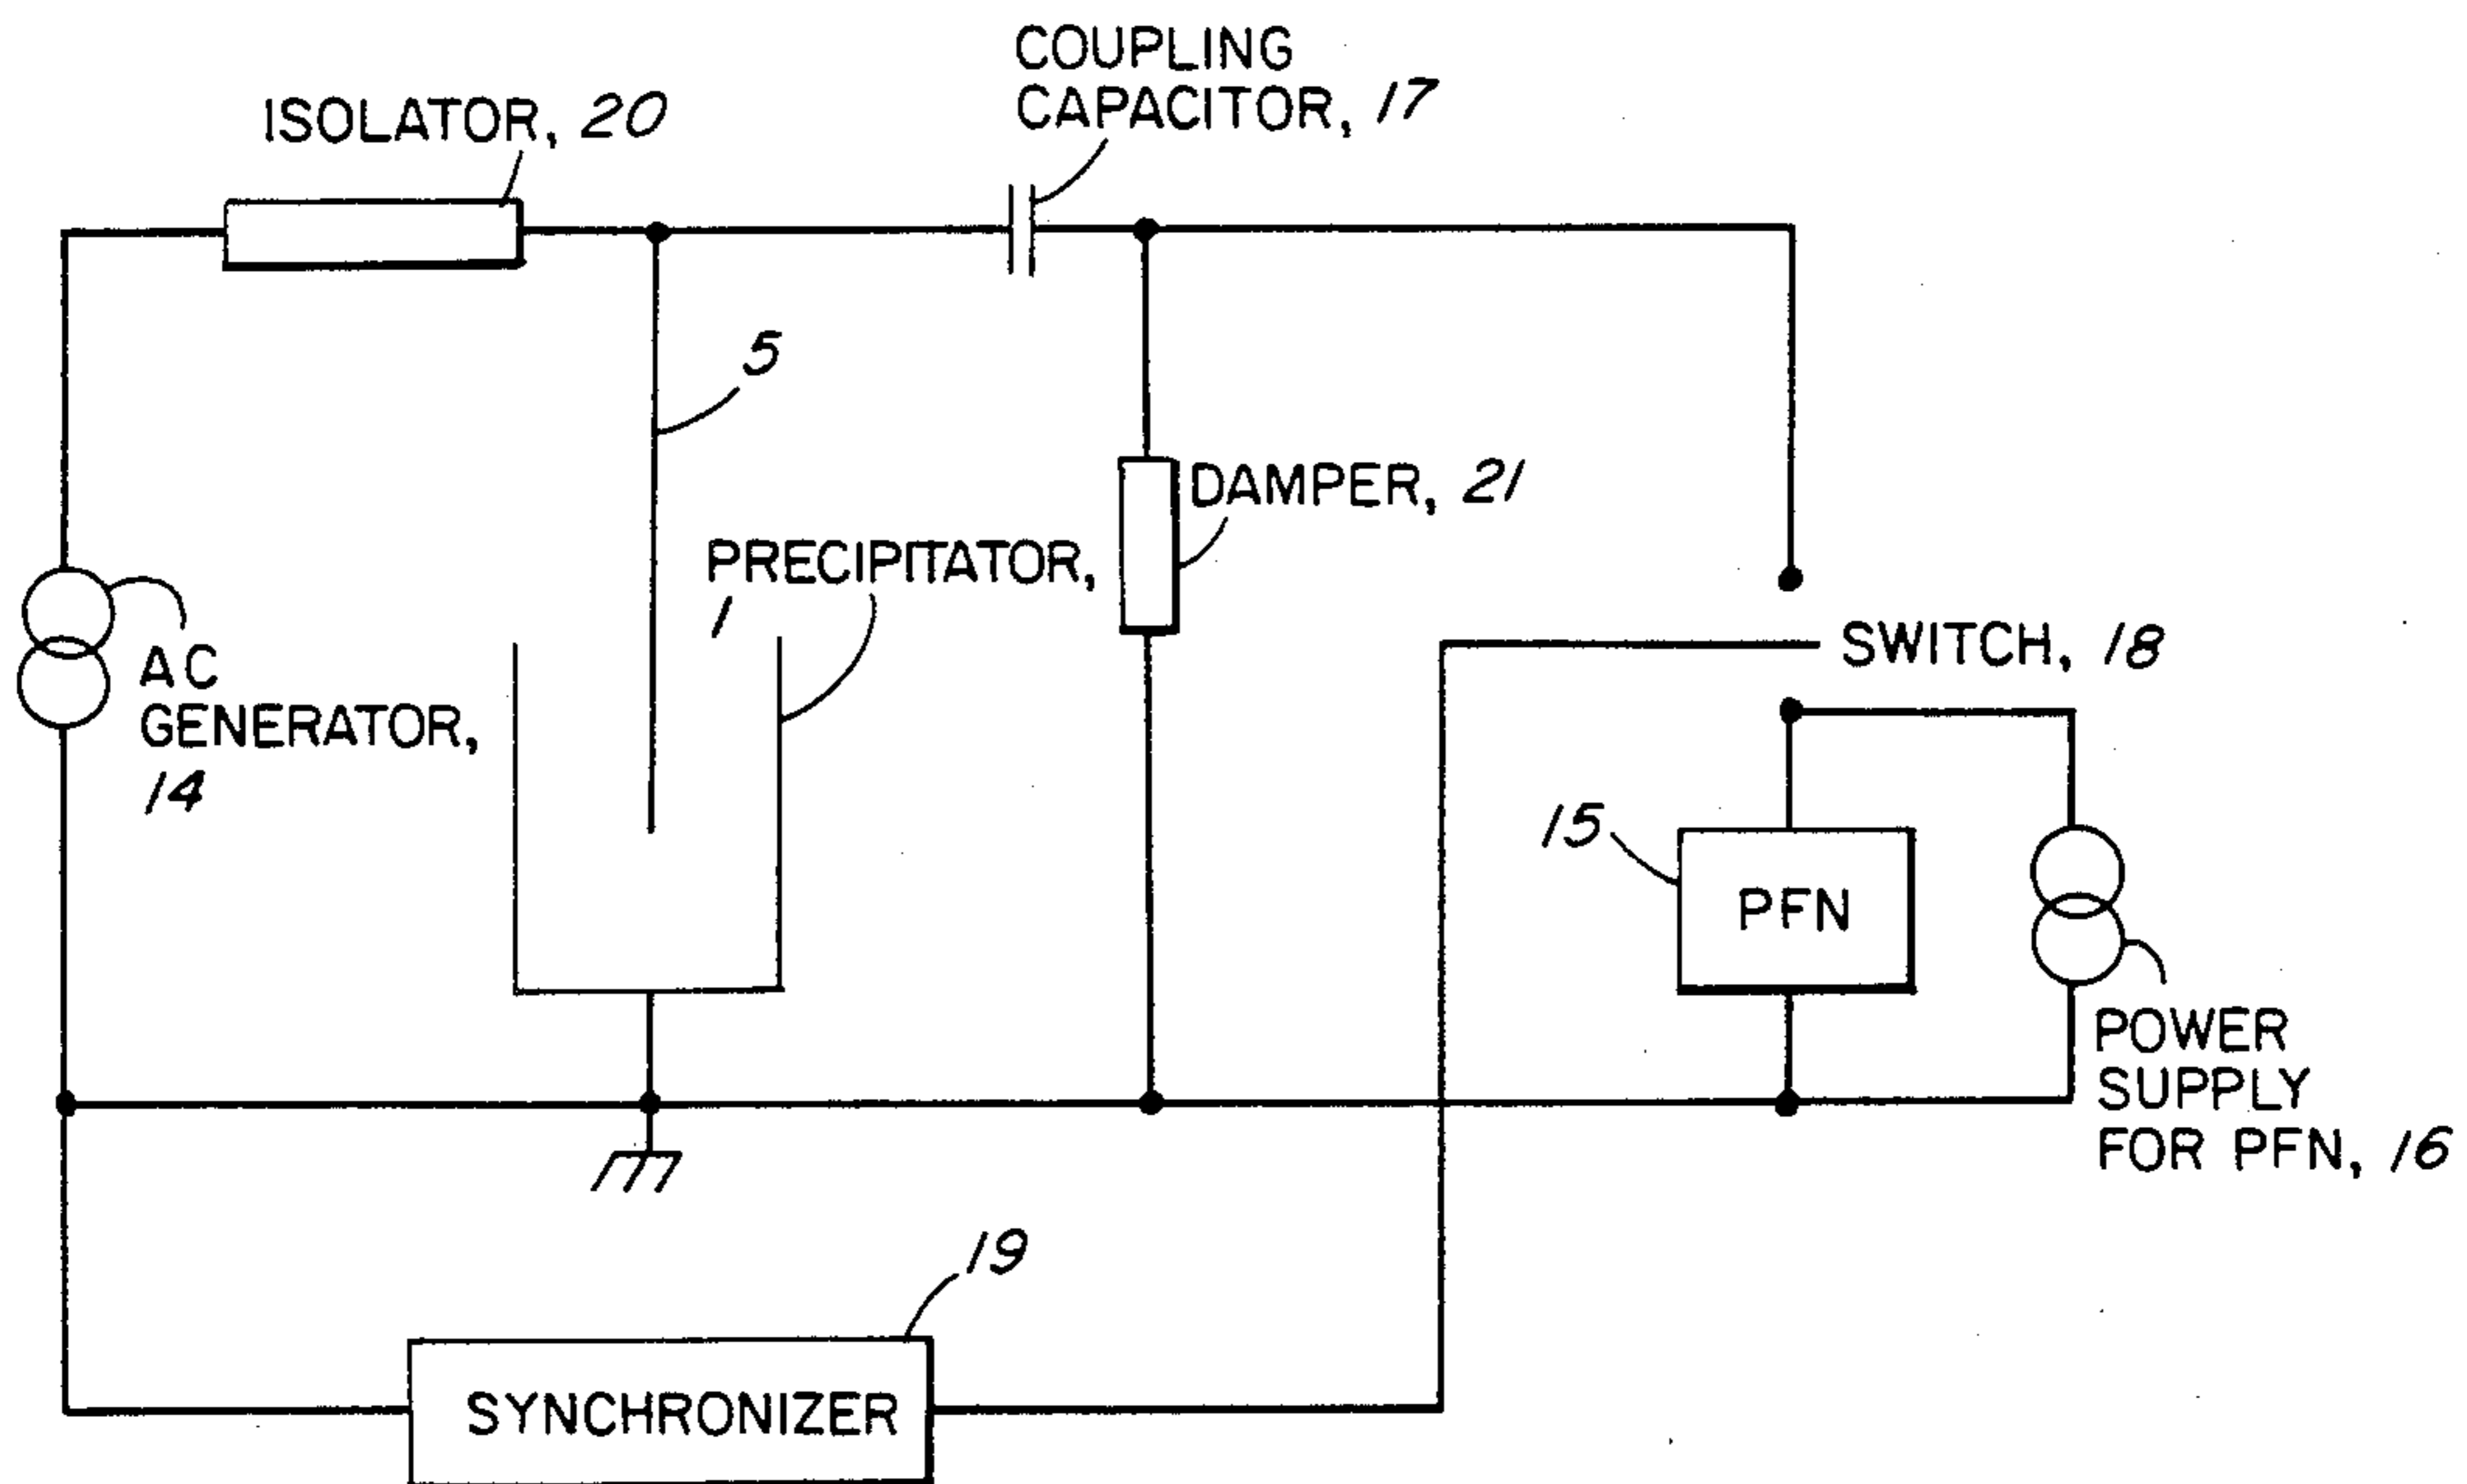 COUPLING
CAPACITOR, 17
ISOLATOR, 20
5
DAMPER, 21
PRECIPITATOR,
1
SWITCH, 18
AC
GENERATOR,
14
15
PFN
POWER
SUPPLY
FOR PFN, 16
19
SYNCHRONIZER